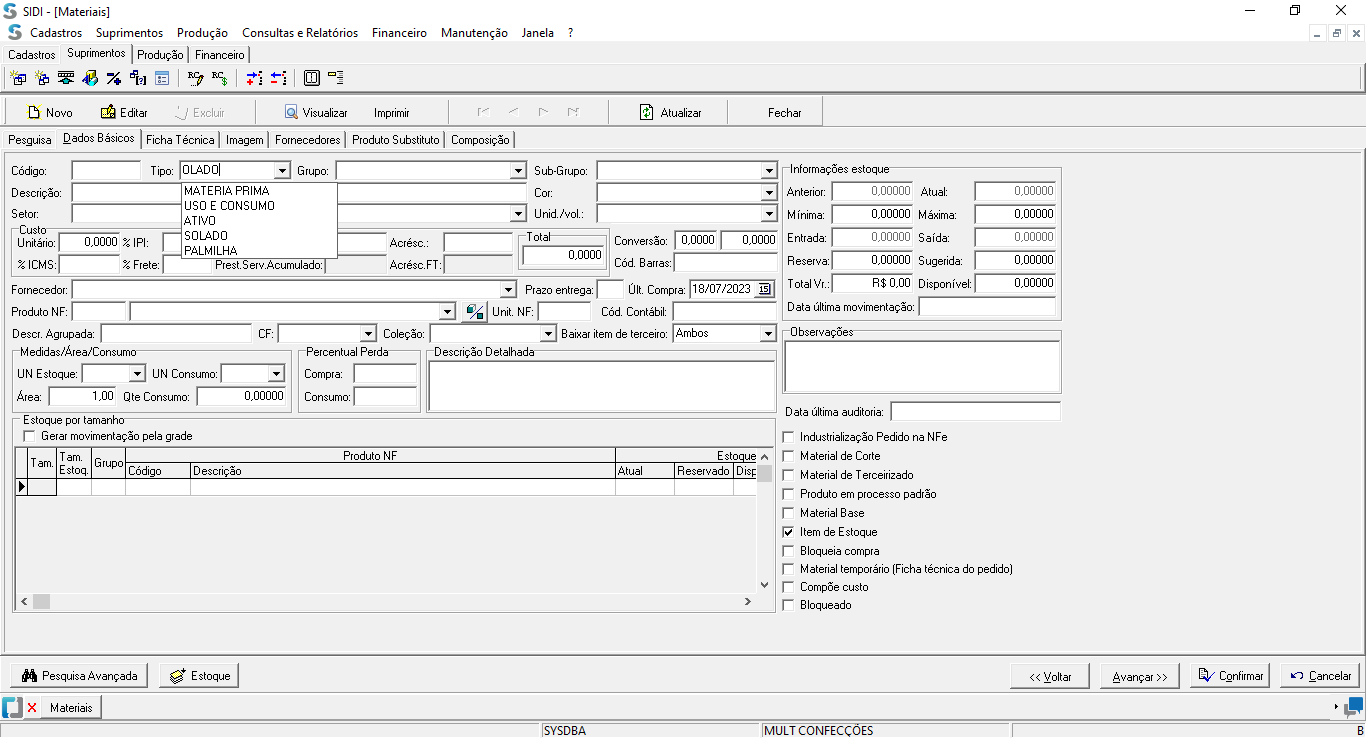 SIDI - [Materiais]
Cadastros Suprimentos Produção Consultas e Relatórios Financeiro Manutenção Janela ?
Cadastros Suprimentos Produção Financeiro
Novo Editar Excluir Visualizar Imprimir Atualizar Fechar
Pesquisa Dados Básicos Ficha Técnica Imagem Fornecedores Produto Substituto Composição
Código: Tipo: OLADO Grupo: Sub-Grupo:
Descrição: Cor:
Setor: Unid./vol.:
MATERIA PRIMA
USO E CONSUMO
ATIVO
SOLADO
PALMILHA
Custo
Unitário: 0,0000 % IPI: Acrésc.:
% ICMS: % Frete: Prest.Serv.Acumulado: Acrésc.FT:
Total
0,0000
Conversão: 0,0000 0,0000
Cód. Barras:
Fornecedor: Prazo entrega: Últ. Compra: 18/07/2023 15
Produto NF: Unit. NF: Cód. Contábil:
Descr. Agrupada: CF: Coleção: Baixar item de terceiro: Ambos
Medidas/Área/Consumo
UN Estoque: UN Consumo:
Área: 1,00 Qte Consumo: 0,00000
Percentual Perda
Compra:
Consumo:
Descrição Detalhada
Estoque por tamanho
Gerar movimentação pela grade
Tam. Tam. Estoq. Grupo Produto NF Estoque
Código Descrição Atual Reservado Disp
Informações estoque
Anterior: 0,00000 Atual: 0,00000
Mínima: 0,00000 Máxima: 0,00000
Entrada: 0,00000 Saída: 0,00000
Reserva: 0,00000 Sugerida: 0,00000
Total Vr.: R$ 0,00 Disponível: 0,00000
Data última movimentação:
Observações
Data última auditoria:
Industrialização Pedido na NFe
Material de Corte
Material de Terceirizado
Produto em processo padrão
Material Base
Item de Estoque
Bloqueia compra
Material temporário (Ficha técnica do pedido)
Compõe custo
Bloqueado
Pesquisa Avançada Estoque << Voltar Avançar >> Confirmar Cancelar
Materiais
SYSDBA MULT CONFECÇÕES B